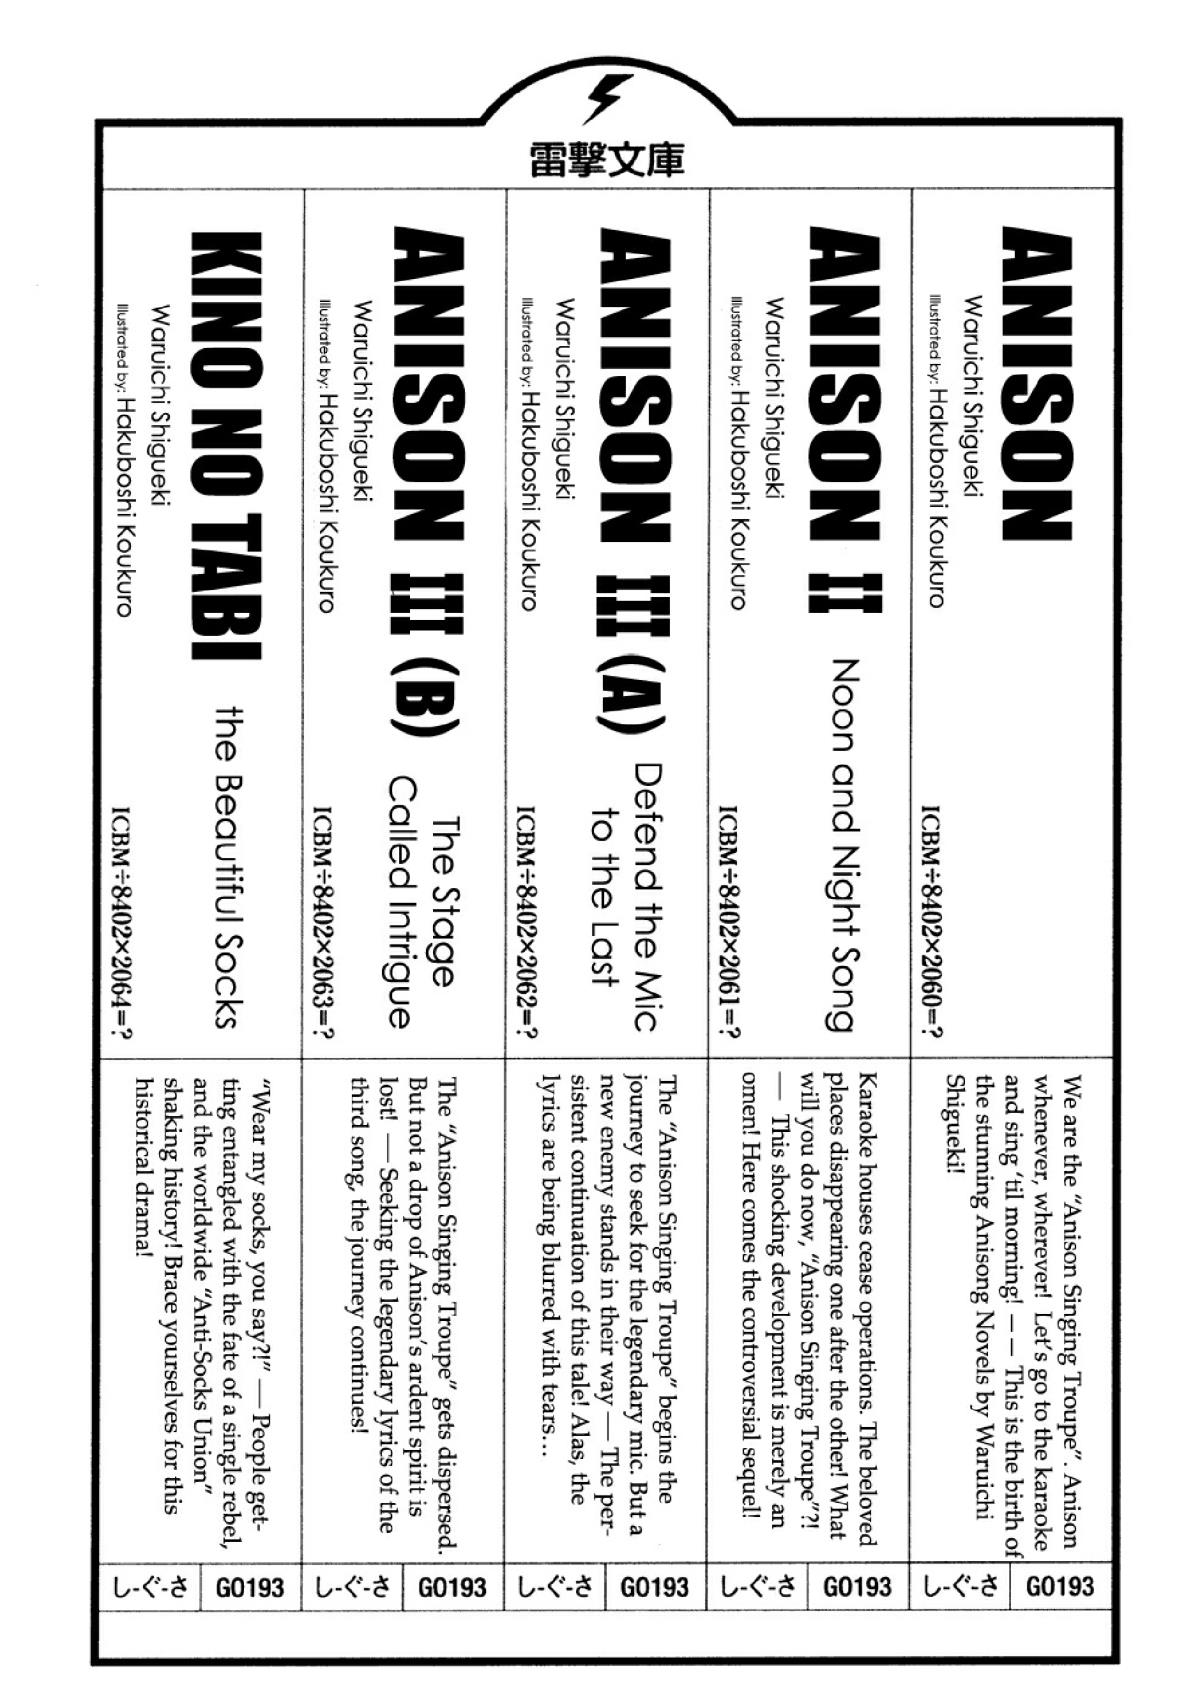 雷撃文庫
ANISON
Waruichi Shigueki
Illustrated by: Hakuboshi Koukuro
ICBM÷8402×2060=?
We are the “Anison Singing Troupe”. Anison
whenever, wherever! Let’s go to the karaoke
and sing ‘til morning! — — This is the birth of
the stunning Anisong Novels by Waruichi
Shigueki!
し-ぐ-さ G0193
ANISON II Noon and Night Song
Waruichi Shigueki
Illustrated by: Hakuboshi Koukuro
ICBM÷8402×2061=?
Karaoke houses cease operations. The beloved
places disappearing one after the other! What
will you do now, “Anison Singing Troupe”?!
— This shocking development is merely an
omen! Here comes the controversial sequel!
し-ぐ-さ G0193
ANISON III (A) Defend the Mic
to the Last
Waruichi Shigueki
Illustrated by: Hakuboshi Koukuro
ICBM÷8402×2062=?
The “Anison Singing Troupe” begins the
journey to seek for the legendary mic. But a
new enemy stands in their way — The per-
sistent continuation of this tale! Alas, the
lyrics are being blurred with tears…
し-ぐ-さ G0193
ANISON III (B) The Stage
Called Intrigue
Waruichi Shigueki
Illustrated by: Hakuboshi Koukuro
ICBM÷8402×2063=?
The “Anison Singing Troupe” gets dispersed.
But not a drop of Anison’s ardent spirit is
lost! — Seeking the legendary lyrics of the
third song, the journey continues!
し-ぐ-さ G0193
KINO NO TABI the Beautiful Socks
Waruichi Shigueki
Illustrated by: Hakuboshi Koukuro
ICBM÷8402×2064=?
“Wear my socks, you say?!” — People get-
ting entangled with the fate of a single rebel,
and the worldwide “Anti-Socks Union”
shaking history! Brace yourselves for this
historical drama!
し-ぐ-さ G0193